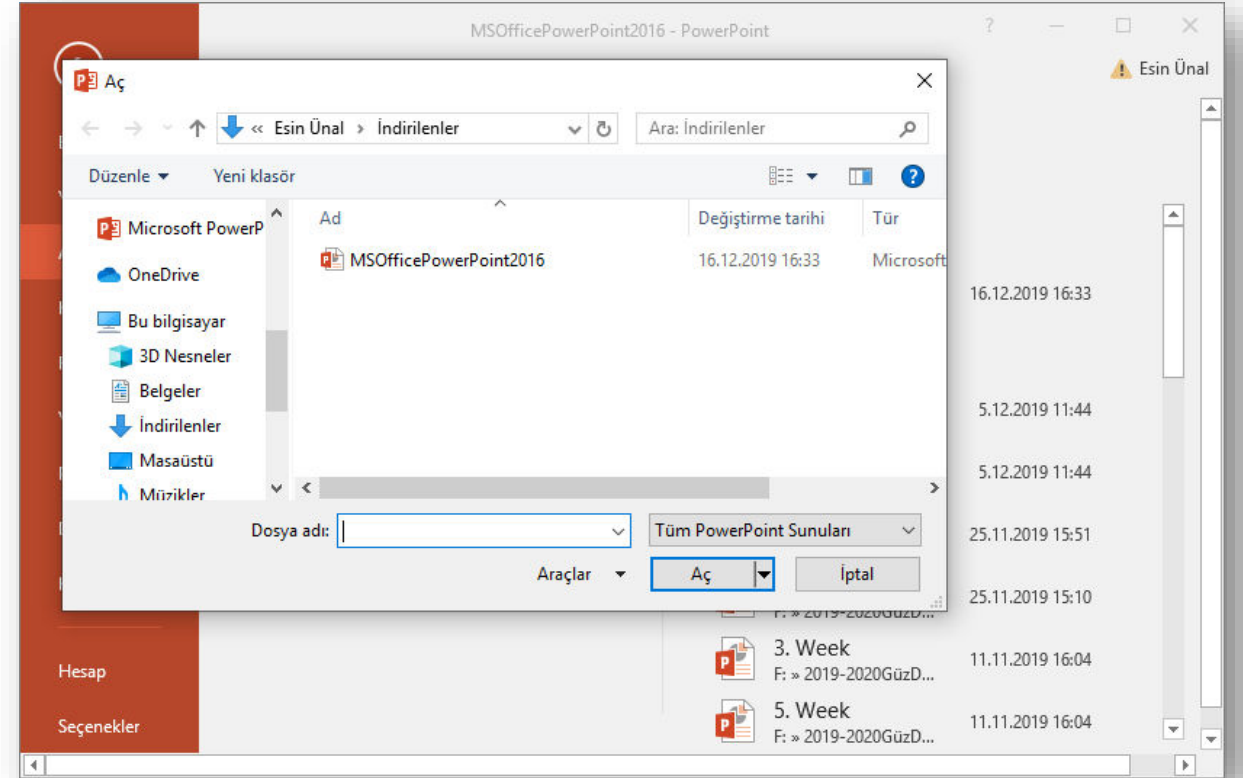 MSOfficePowerPoint2016 - PowerPoint ?
Esin Ünal
Aç
« Esin Ünal > İndirilenler
Ara: İndirilenler
Düzenle
Yeni klasör
?
Microsoft PowerP
OneDrive
Bu bilgisayar
3D Nesneler
Belgeler
İndirilenler
Masaüstü
Müzikler
Ad Değiştirme tarihi Tür
MSOfficePowerPoint2016 16.12.2019 16:33 Microsoft
Dosya adı: Tüm PowerPoint Sunuları
Araçlar Aç İptal
16.12.2019 16:33
5.12.2019 11:44
5.12.2019 11:44
25.11.2019 15:51
25.11.2019 15:10
F: » 2019-2020GüzD...
3. Week
F: » 2019-2020GüzD...
11.11.2019 16:04
5. Week
F: » 2019-2020GüzD...
11.11.2019 16:04
Hesap
Seçenekler